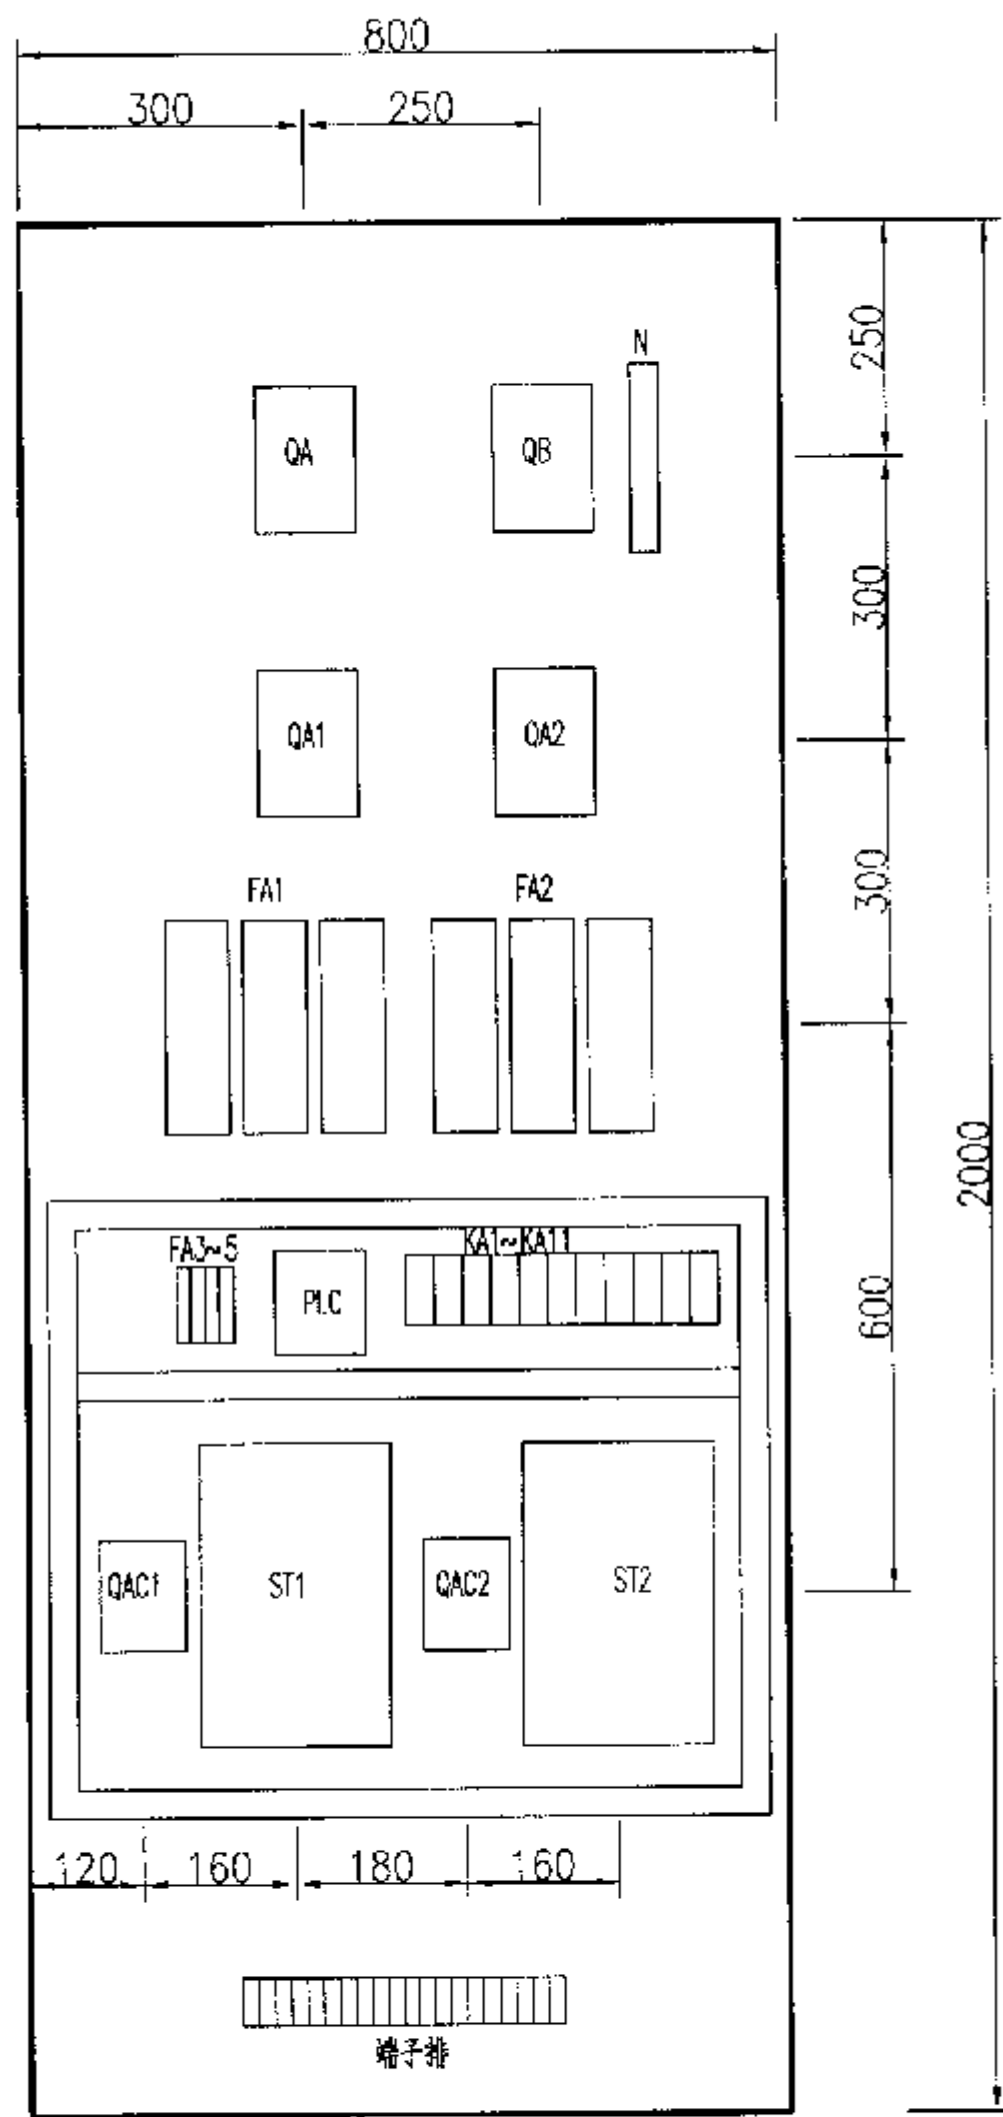 800
300 250
250
N
QA QB
300
QA1 QA2
300
FA1 FA2
2000
FA3~5 PLC KA1~KA11
600
QAC1 ST1 QAC2 ST2
120 160 180 160
端子排